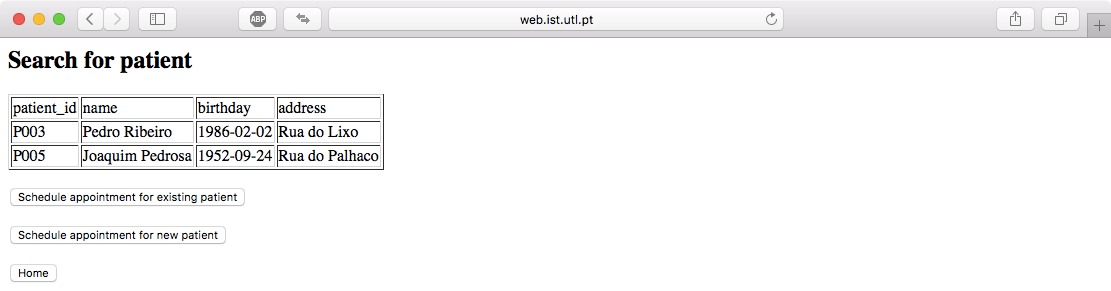 ABP web.ist.utl.pt
Search for patient
patient_id name birthday address
P003 Pedro Ribeiro 1986-02-02 Rua do Lixo
P005 Joaquim Pedrosa 1952-09-24 Rua do Palhaco
Schedule appointment for existing patient
Schedule appointment for new patient
Home